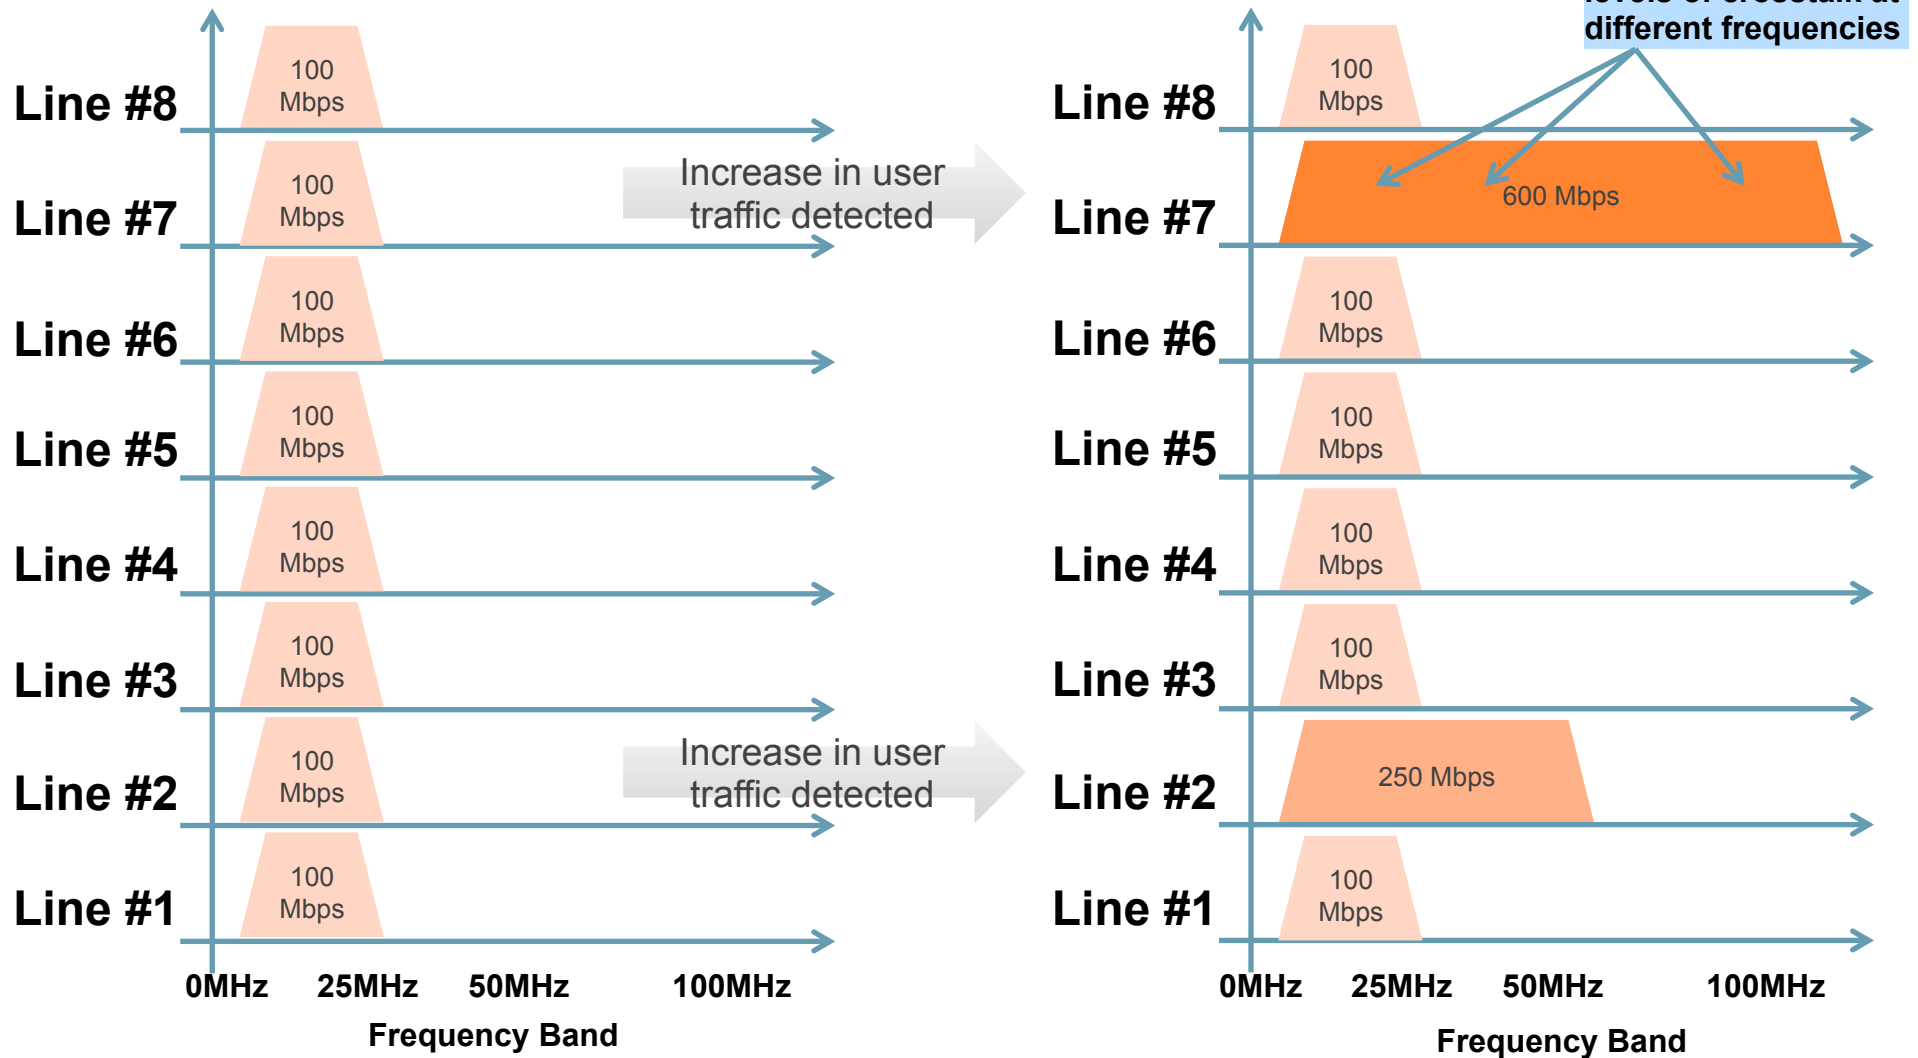 levels of crosstalk at
different frequencies
Line #8
100
Mbps
Line #7
100
Mbps
Line #6
100
Mbps
Line #5
100
Mbps
Line #4
100
Mbps
Line #3
100
Mbps
Line #2
100
Mbps
Line #1
100
Mbps
0MHz 25MHz 50MHz 100MHz
Frequency Band
Increase in user
traffic detected
Increase in user
traffic detected
Line #8
100
Mbps
Line #7
600 Mbps
Line #6
100
Mbps
Line #5
100
Mbps
Line #4
100
Mbps
Line #3
100
Mbps
Line #2
250 Mbps
Line #1
100
Mbps
0MHz 25MHz 50MHz 100MHz
Frequency Band